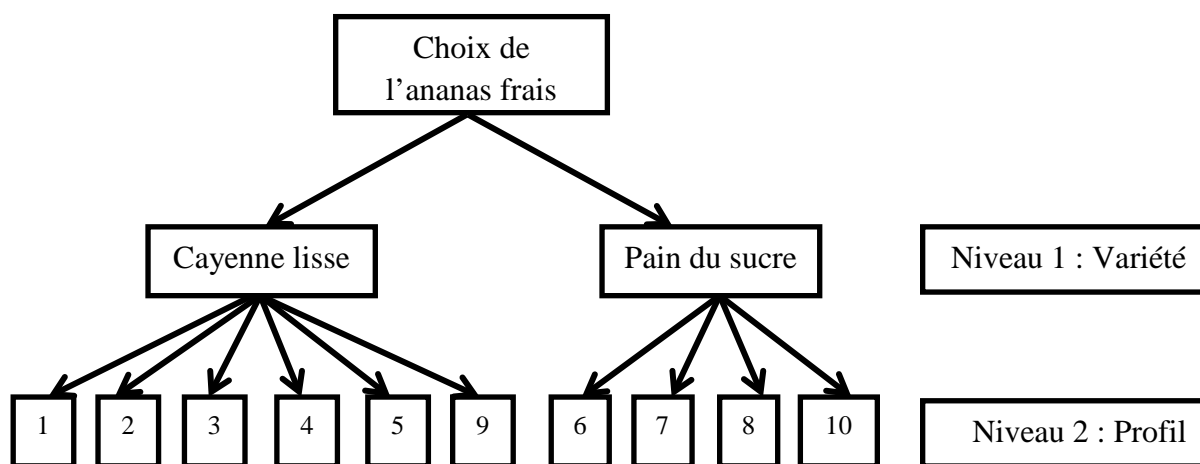 Choix de
l’ananas frais
Cayenne lisse
Pain du sucre
Niveau 1 : Variété
1
2
3
4
5
9
6
7
8
10
Niveau 2 : Profil